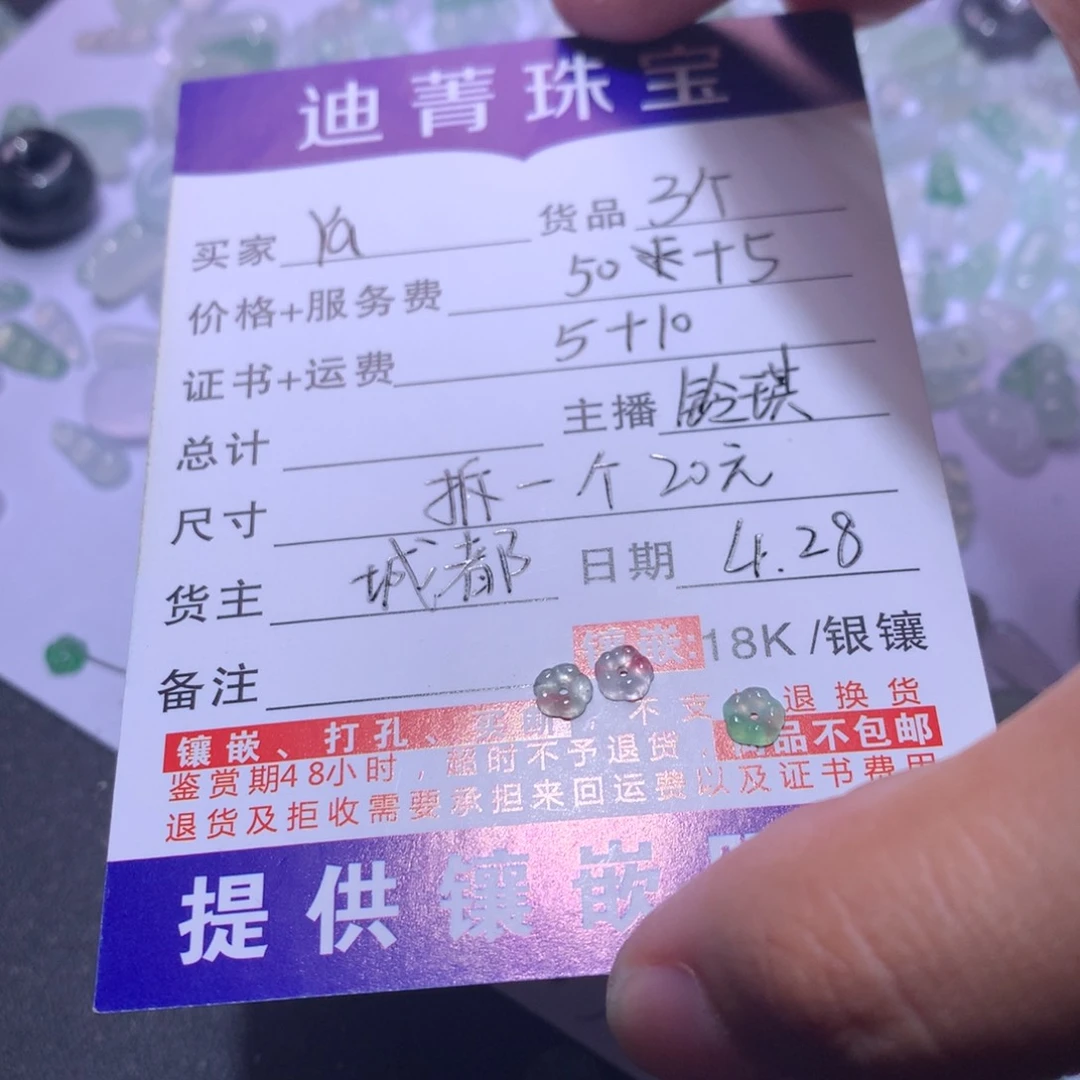 迪菁珠宝
买家 Ya 货品 3个
价格+服务费 50 +5
证书+运费 5+10
总计 主播 琪
尺寸 拆一个20元
货主 城都 日期 4.28
备注 镶嵌:18K/银镶
镶嵌、打孔、 不支 退换货
鉴赏期48小时，超时不予退货， 商品不包邮
退货及拒收需要承担来回运费以及证书费用
提供镶嵌